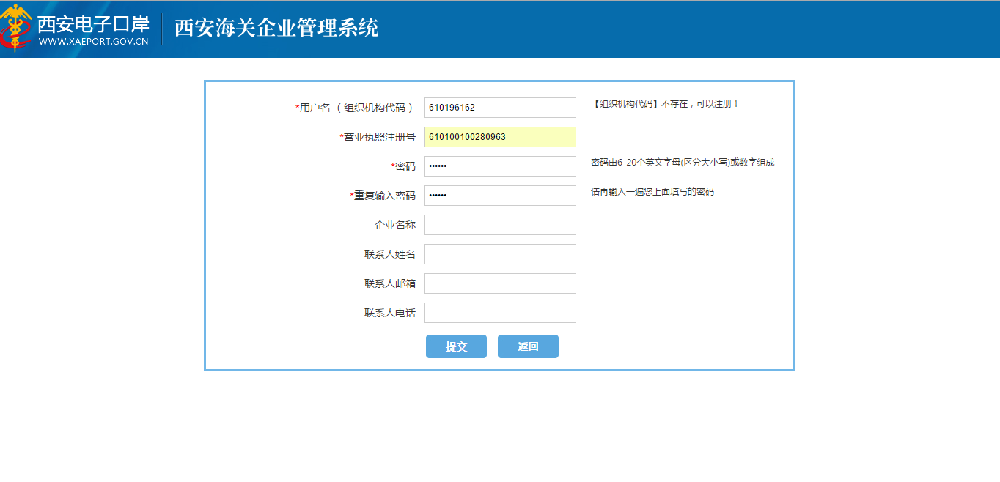 西安电子口岸
WWW.XAEPORT.GOV.CN
西安海关企业管理系统
*用户名（组织机构代码） 610196162 【组织机构代码】不存在，可以注册！
*营业执照注册号 610100100280963
*密码 •••••• 密码由6-20个英文字母(区分大小写)或数字组成
*重复输入密码 •••••• 请再输入一遍您上面填写的密码
企业名称
联系人姓名
联系人邮箱
联系人电话
提交 返回